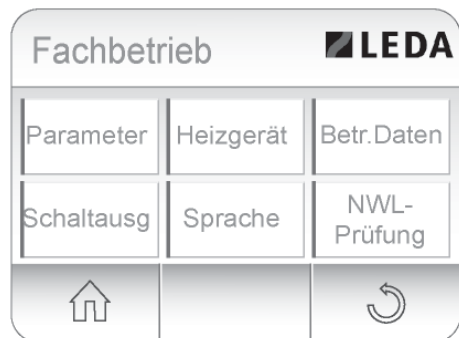 Fachbetrieb LEDA
Parameter Heizgerät Betr.Daten
Schaltausg Sprache NWL-
Prüfung